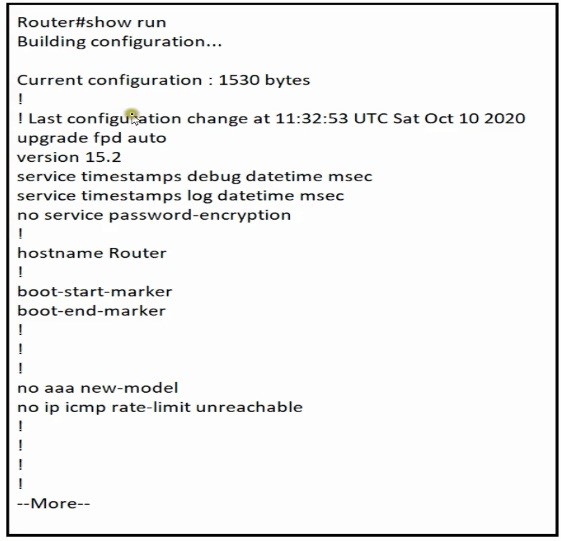 Router#show run
Building configuration...
Current configuration : 1530 bytes
!
! Last configuration change at 11:32:53 UTC Sat Oct 10 2020
upgrade fpd auto
version 15.2
service timestamps debug datetime msec
service timestamps log datetime msec
no service password-encryption
!
hostname Router
!
boot-start-marker
boot-end-marker
!
!
!
no aaa new-model
no ip icmp rate-limit unreachable
!
!
!
!
--More--